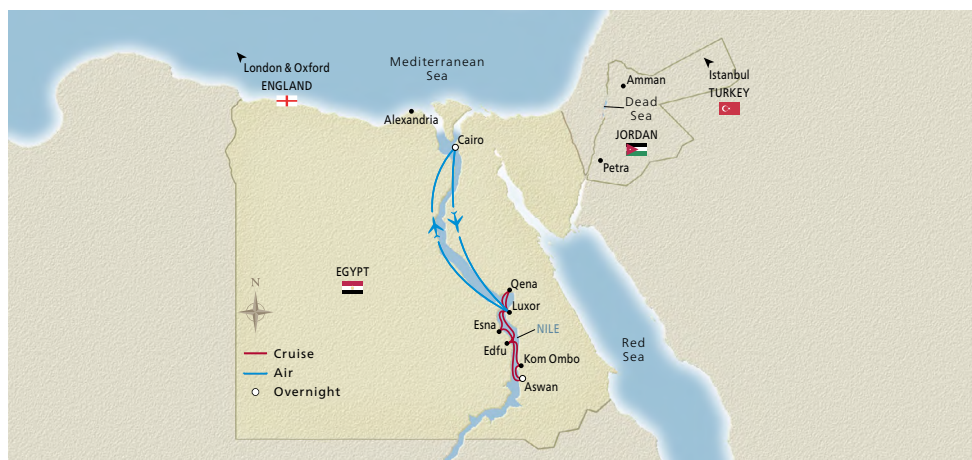 London & Oxford
ENGLAND
Mediterranean
Sea
Alexandria
Cairo
Amman
Dead
Sea
JORDAN
Petra
Istanbul
TURKEY
N
EGYPT
Qena
Luxor
Esna
NILE
Edfu
Kom Ombo
Aswan
Red
Sea
Cruise
Air
Overnight